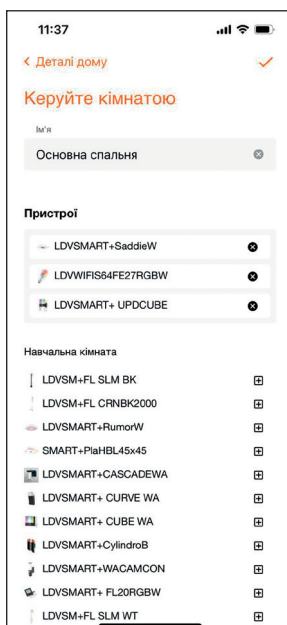 11:37
Деталі дому
Керуйте кімнатою
Ім'я
Основна спальня
Пристрої
LDVSMART+SaddieW
LDVWIFIS64FE27RGBW
LDVSMART+ UPDCUBE
Навчальна кімната
LDVSM+FL SLM BK
LDVSM+FL CRNBK2000
LDVSMART+RumorW
SMART+PlaHBL45x45
LDVSMART+CASCADEWA
LDVSMART+ CURVE WA
LDVSMART+ CUBE WA
LDVSMART+CylindroB
LDVSMART+WACAMCON
LDVSMART+ FL20RGBW
LDVSM+FL SLM WT